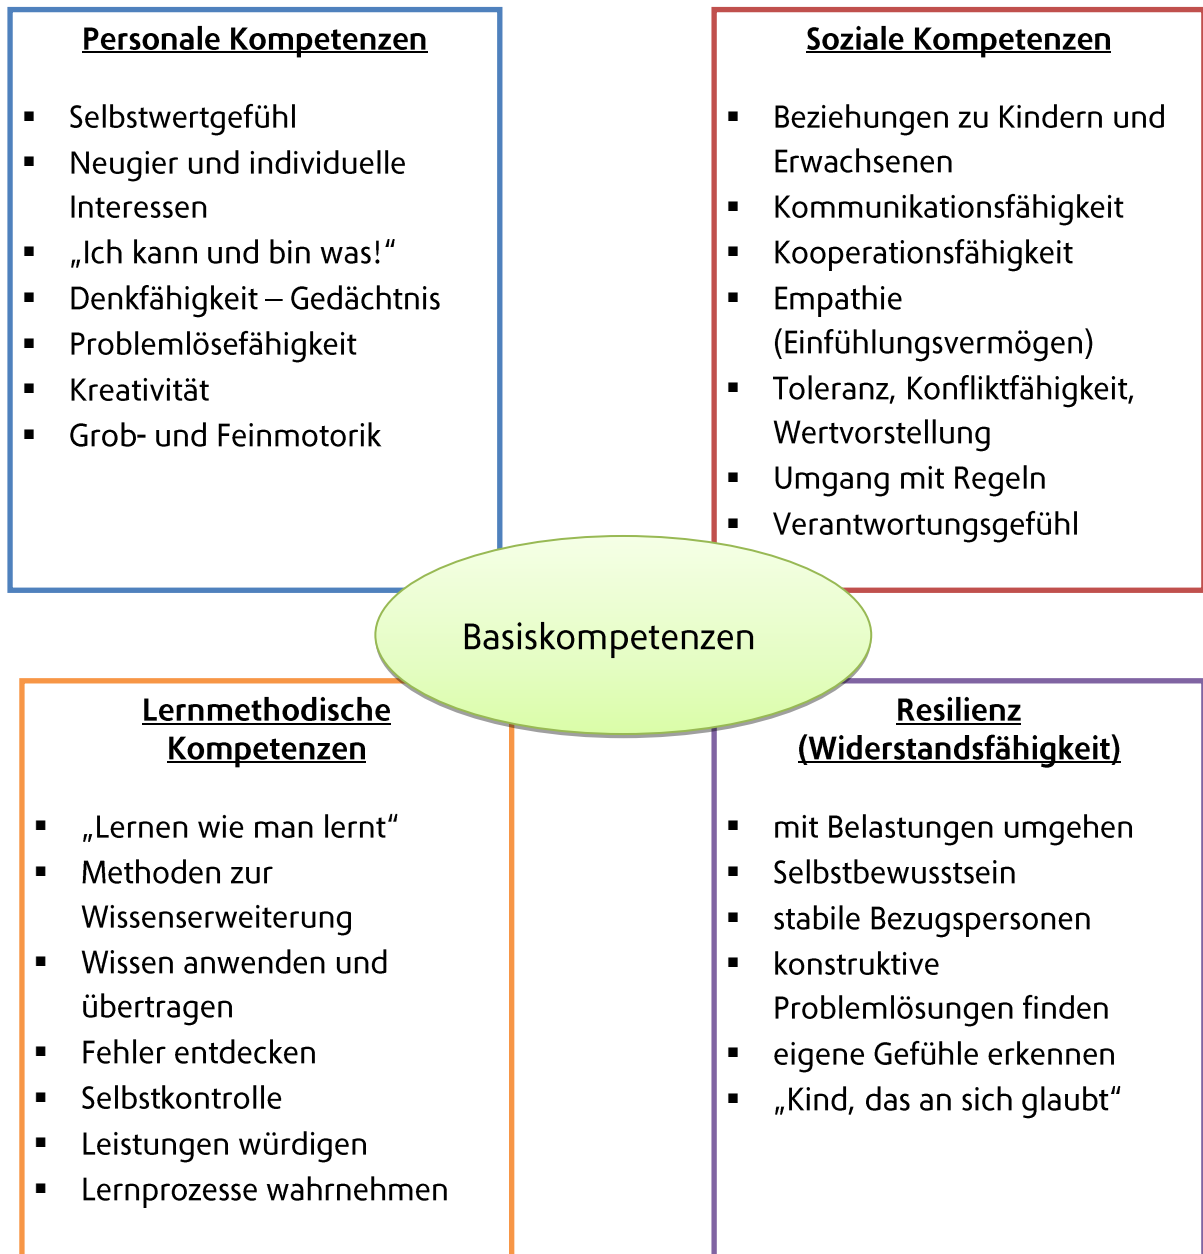 Personale Kompetenzen
▪ Selbstwertgefühl
▪ Neugier und individuelle
Interessen
▪ „Ich kann und bin was!“
▪ Denkfähigkeit – Gedächtnis
▪ Problemlösefähigkeit
▪ Kreativität
▪ Grob- und Feinmotorik
Soziale Kompetenzen
▪ Beziehungen zu Kindern und
Erwachsenen
▪ Kommunikationsfähigkeit
▪ Kooperationsfähigkeit
▪ Empathie
(Einfühlungsvermögen)
▪ Toleranz, Konfliktfähigkeit,
Wertvorstellung
▪ Umgang mit Regeln
▪ Verantwortungsgefühl
Basiskompetenzen
Lernmethodische
Kompetenzen
▪ „Lernen wie man lernt“
▪ Methoden zur
Wissenserweiterung
▪ Wissen anwenden und
übertragen
▪ Fehler entdecken
▪ Selbstkontrolle
▪ Leistungen würdigen
▪ Lernprozesse wahrnehmen
Resilienz
(Widerstandsfähigkeit)
▪ mit Belastungen umgehen
▪ Selbstbewusstsein
▪ stabile Bezugspersonen
▪ konstruktive
Problemlösungen finden
▪ eigene Gefühle erkennen
▪ „Kind, das an sich glaubt“